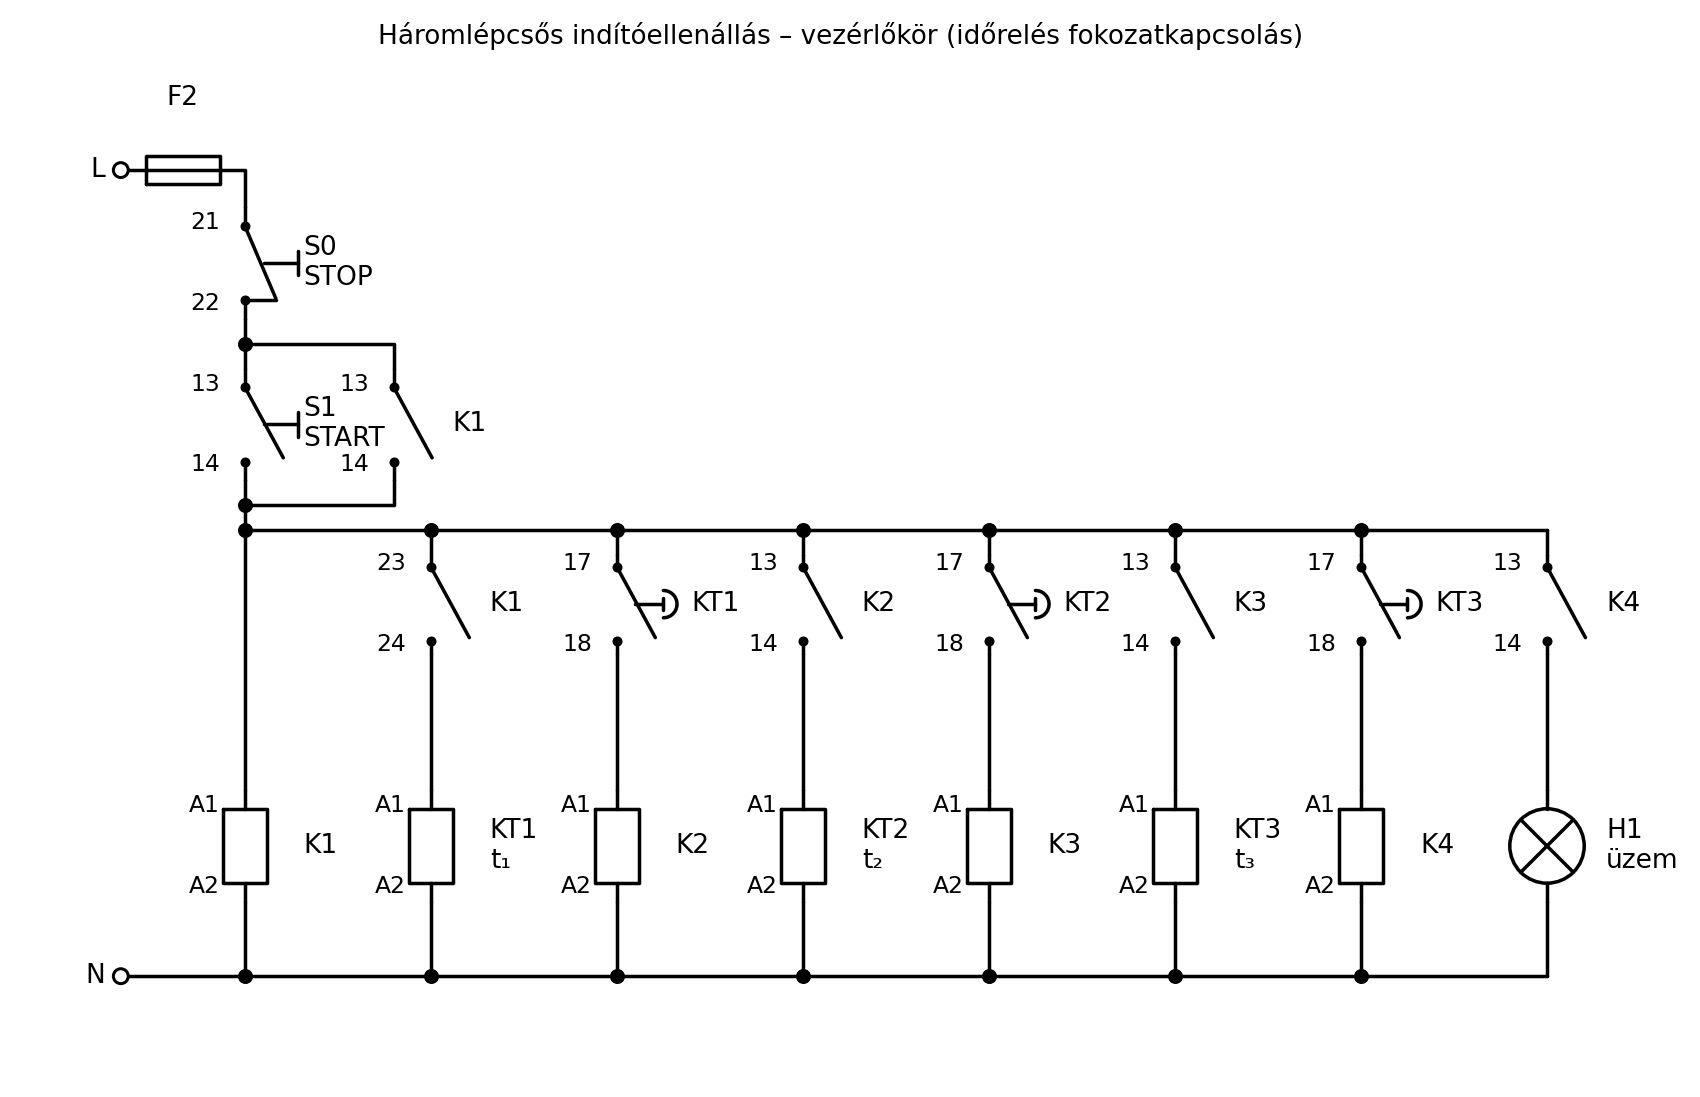 Háromlépcsős indítóellenállás – vezérlőkör (időrelés fokozatkapcsolás)
F2
L
21
S0
STOP
22
13
13
S1
START
K1
14
14
23
17
13
17
13
17
13
K1
KT1
K2
KT2
K3
KT3
K4
24
18
14
18
14
18
14
A1
A1
A1
A1
A1
A1
A1
K1
KT1
t₁
K2
KT2
t₂
K3
KT3
t₃
K4
H1
üzem
A2
A2
A2
A2
A2
A2
A2
N